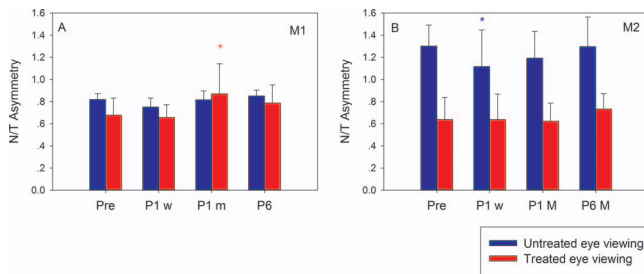 A
M1
N/T Asymmetry
1.6
1.4
1.2
1.0
.8
.6
.4
.2
0.0
*
Pre
P1 w
P1 m
P6
B
M2
N/T Asymmetry
1.6
1.4
1.2
1.0
.8
.6
.4
.2
0.0
*
Pre
P1 w
P1 M
P6 M
Untreated eye viewing
Treated eye viewing